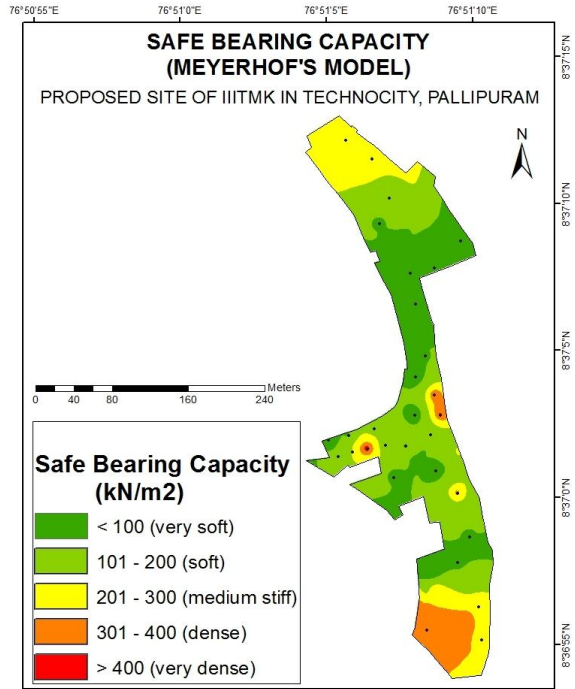 76°50'55"E 76°51'0"E 76°51'5"E 76°51'10"E
SAFE BEARING CAPACITY
(MEYERHOF'S MODEL)
PROPOSED SITE OF IIITMK IN TECHNOCITY, PALLIPURAM
N
8°37'15"N
8°37'10"N
8°37'5"N
8°37'0"N
8°36'55"N
Meters
0 20 40 80 160 240
Safe Bearing Capacity
(kN/m2)
< 100 (very soft)
101 - 200 (soft)
201 - 300 (medium stiff)
301 - 400 (dense)
> 400 (very dense)